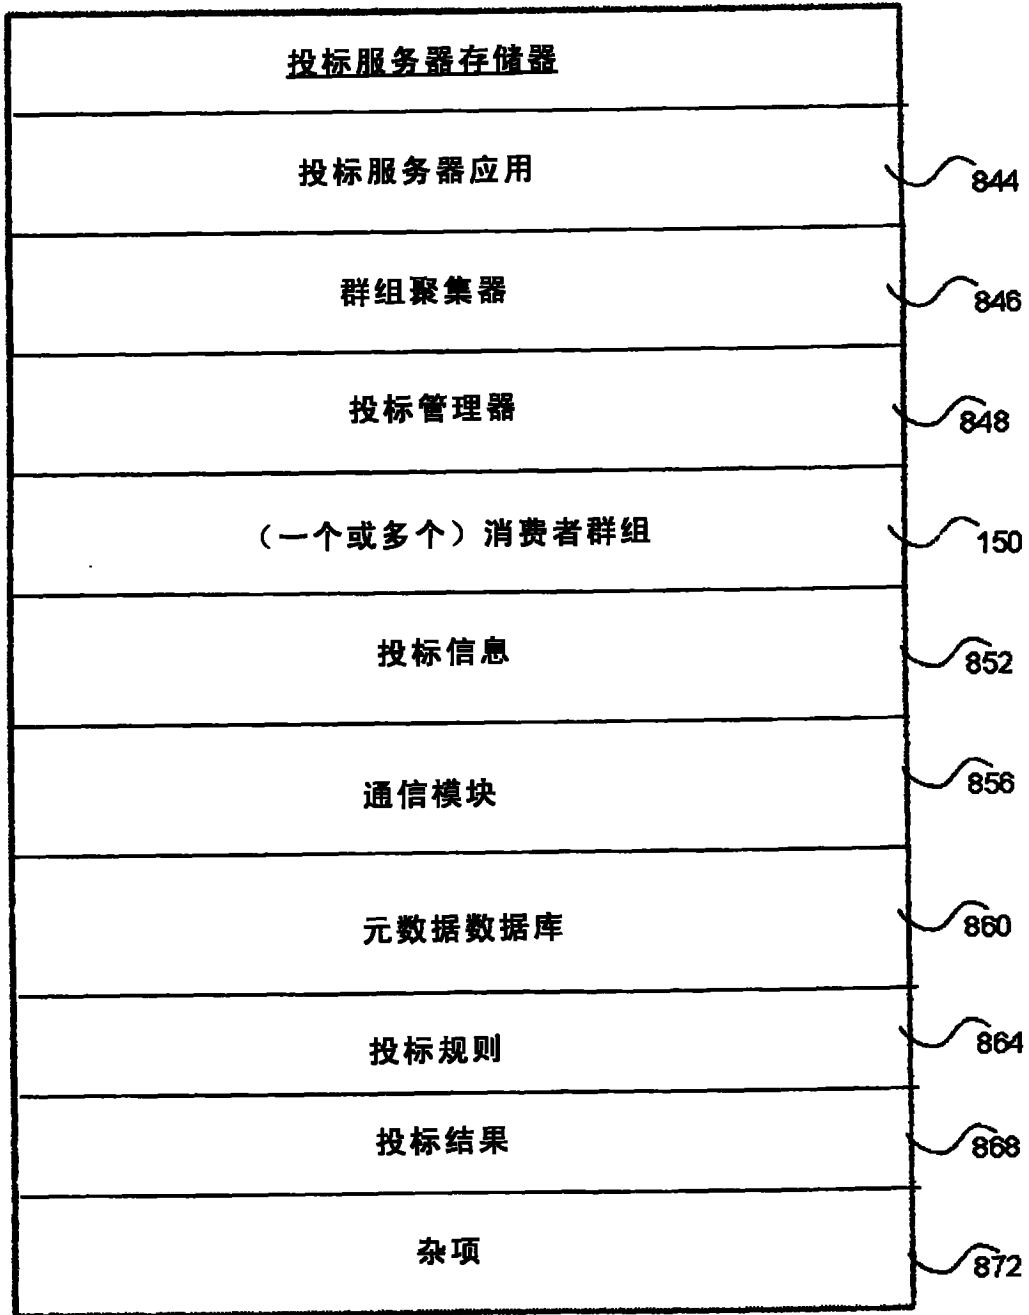 投标服务器存储器
投标服务器应用 844
群组聚集器 846
投标管理器 848
（一个或多个）消费者群组 150
投标信息 852
通信模块 856
元数据数据库 860
投标规则 864
投标结果 868
杂项 872